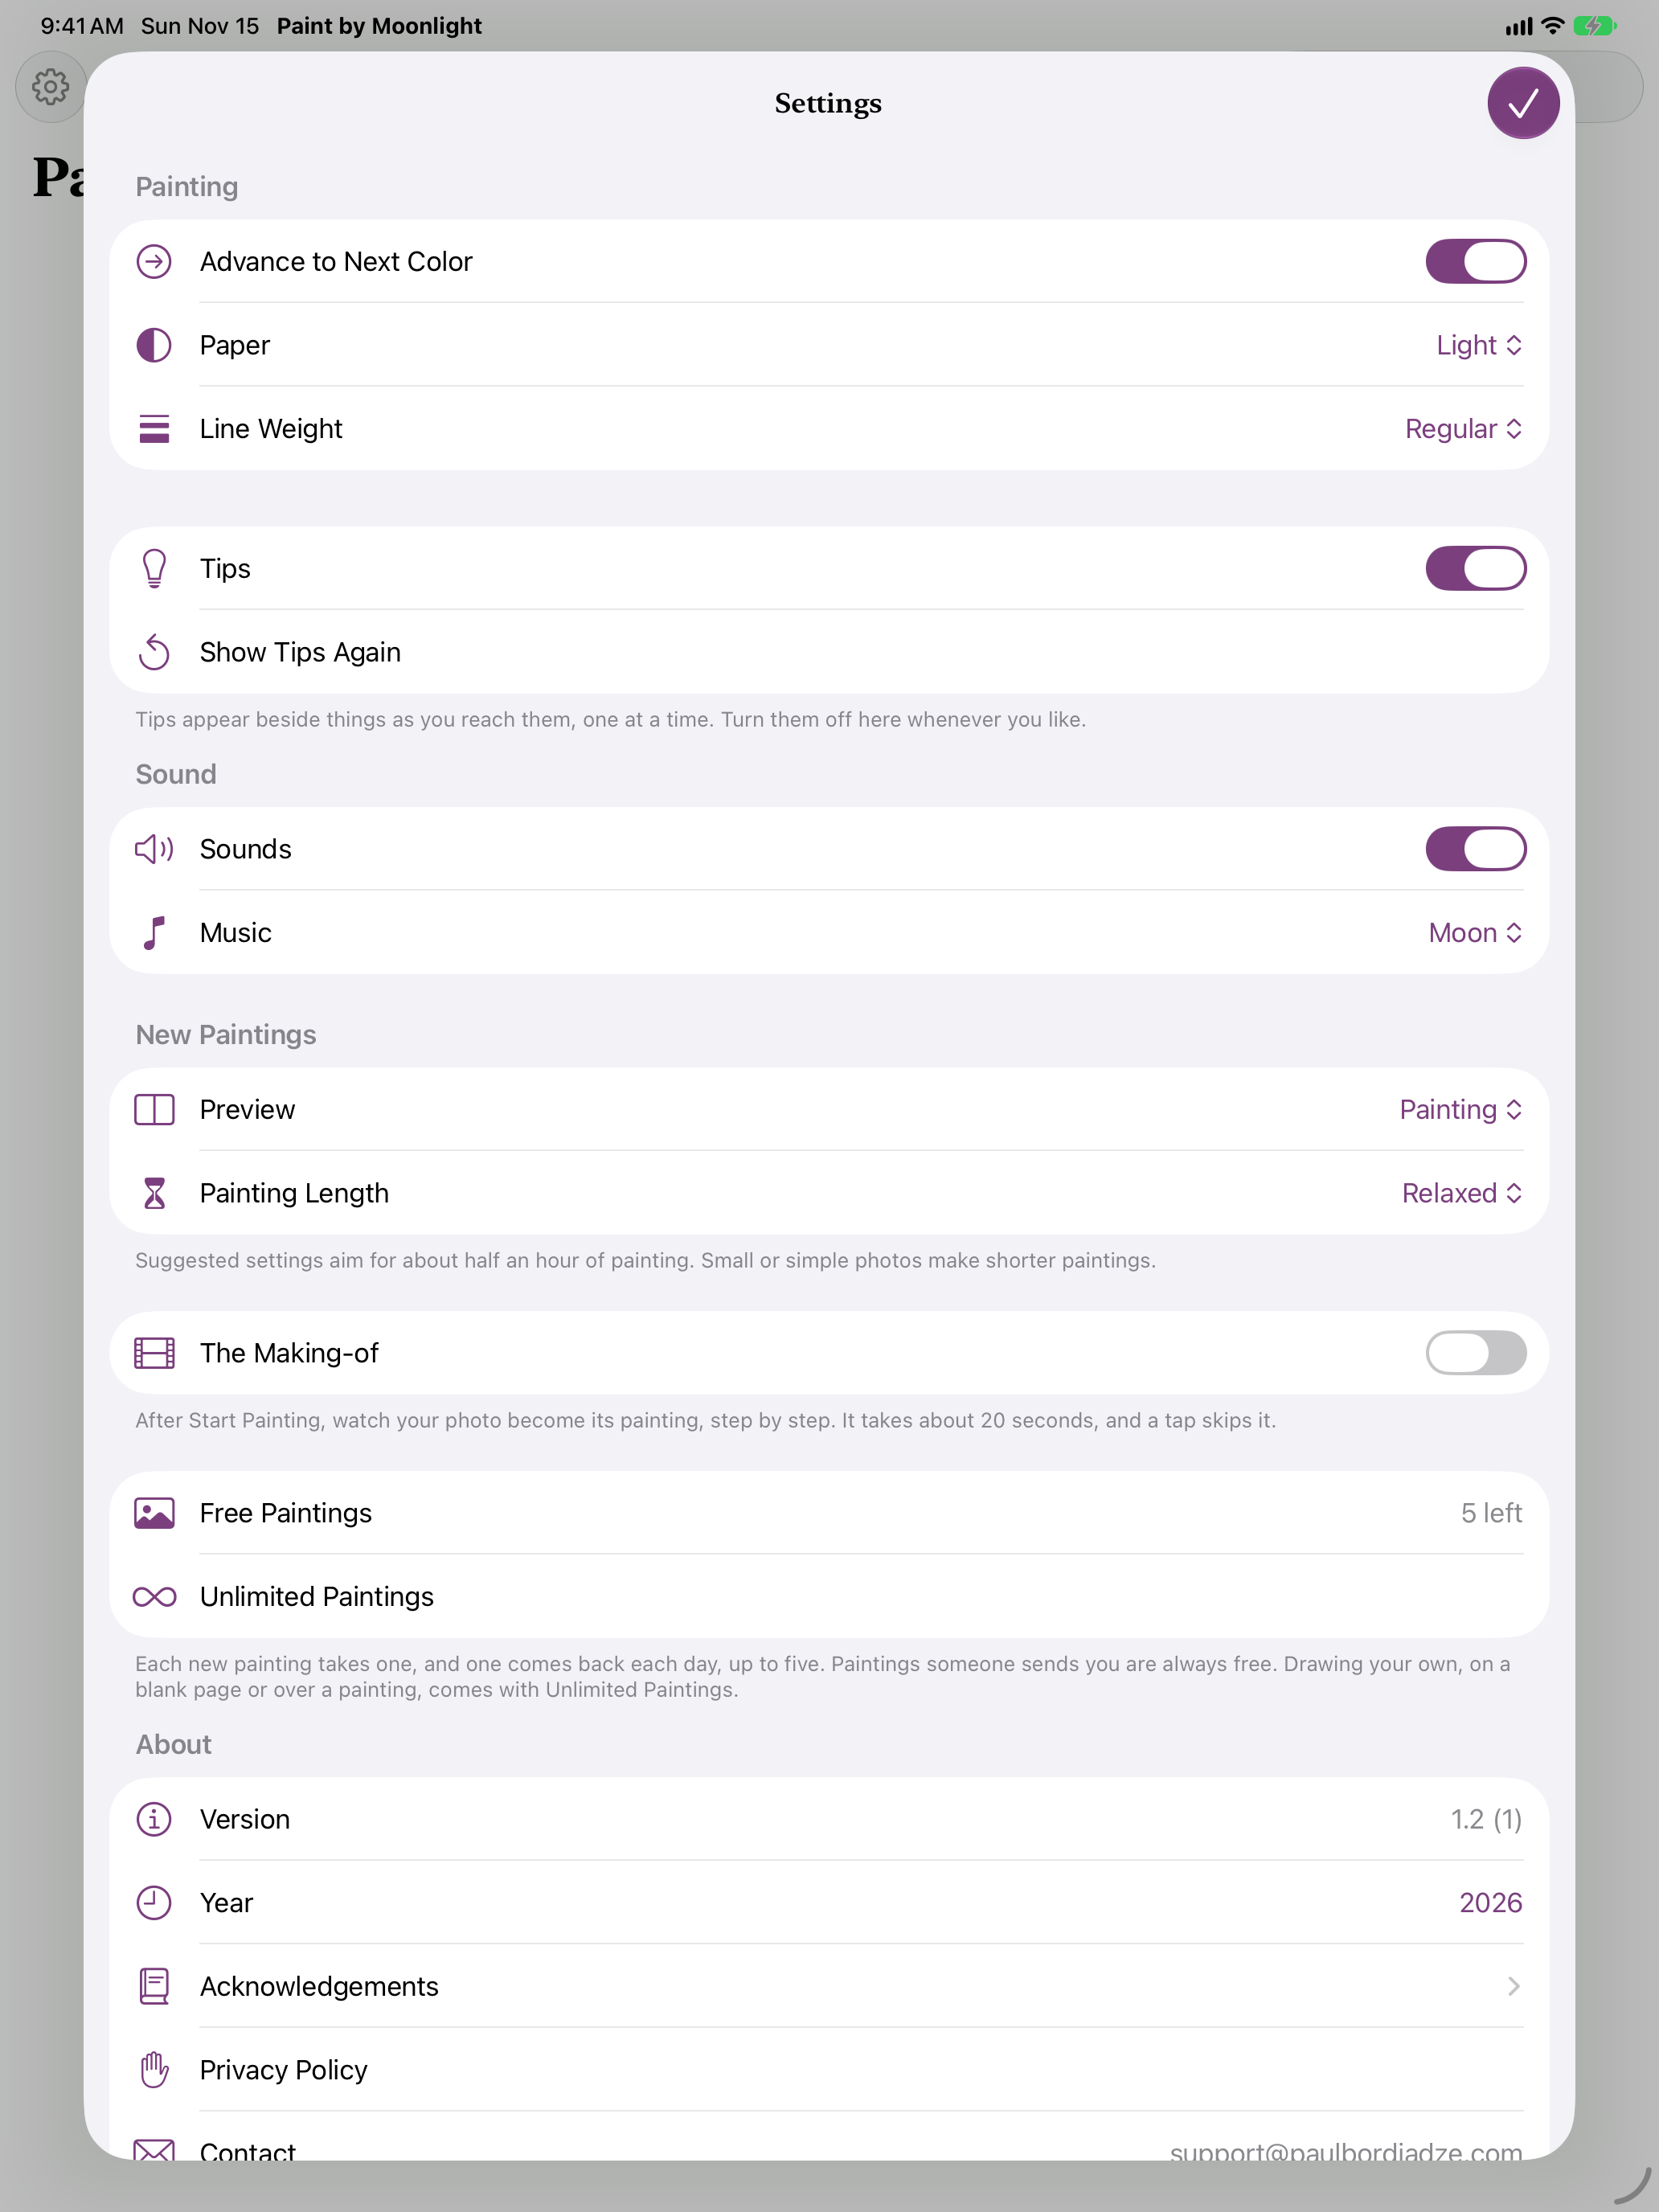 9:41 AM Sun Nov 15 Paint by Moonlight
Settings
Painting
Advance to Next Color
Paper Light
Line Weight Regular
Tips
Show Tips Again
Tips appear beside things as you reach them, one at a time. Turn them off here whenever you like.
Sound
Sounds
Music Moon
New Paintings
Preview Painting
Painting Length Relaxed
Suggested settings aim for about half an hour of painting. Small or simple photos make shorter paintings.
The Making-of
After Start Painting, watch your photo become its painting, step by step. It takes about 20 seconds, and a tap skips it.
Free Paintings 5 left
Unlimited Paintings
Each new painting takes one, and one comes back each day, up to five. Paintings someone sends you are always free. Drawing your own, on a
blank page or over a painting, comes with Unlimited Paintings.
About
Version 1.2 (1)
Year 2026
Acknowledgements
Privacy Policy
Contact support@paulbordiadze.com